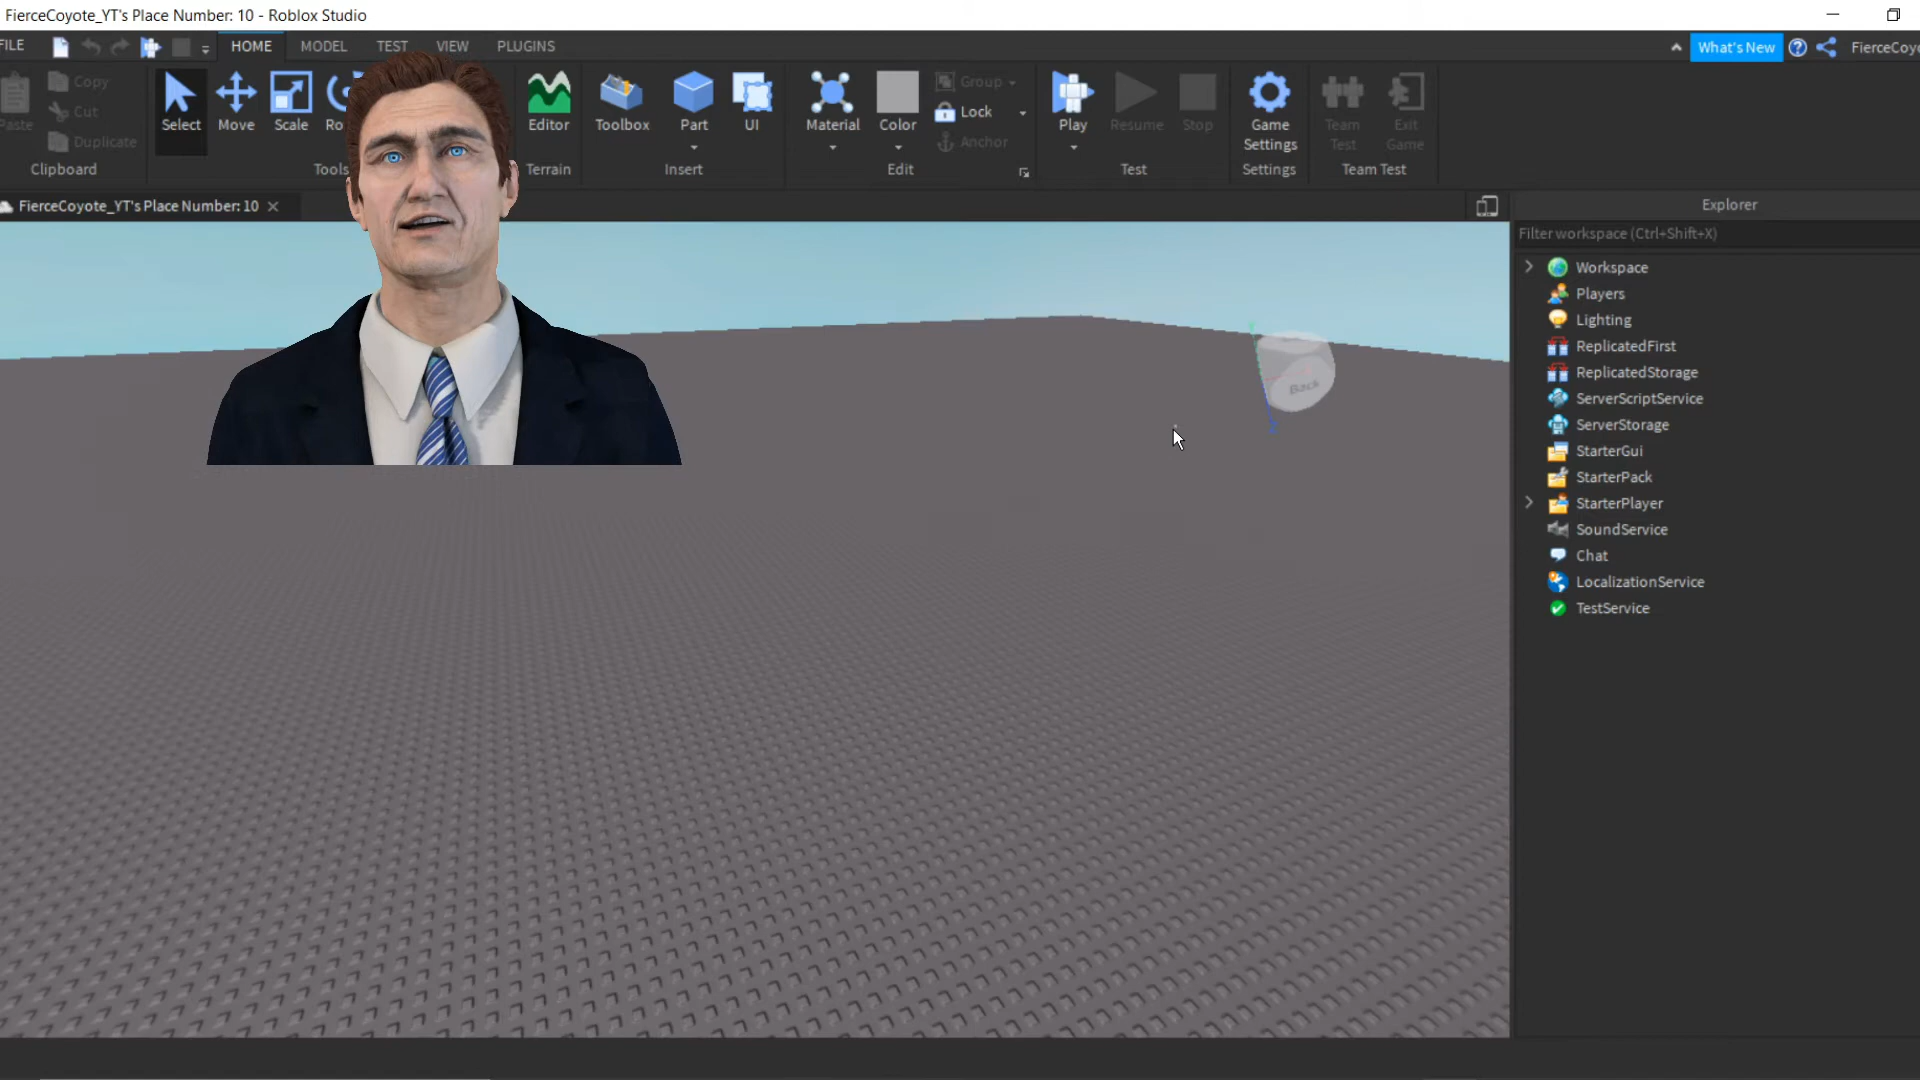 FierceCoyote_YT's Place Number: 10 - Roblox Studio
FILE HOME MODEL TEST VIEW PLUGINS What's New
Copy
Cut
Duplicate
Clipboard
Select Move Scale
Tools
Editor
Terrain
Toolbox Part UI
Insert
Material Color
Group
Lock
Anchor
Edit
Play Resume Stop
Test
Game Settings
Settings
Team Test
Exit Game
Team Test
FierceCoyote_YT's Place Number: 10
Back
Explorer
Filter workspace (Ctrl+Shift+X)
Workspace
Players
Lighting
ReplicatedFirst
ReplicatedStorage
ServerScriptService
ServerStorage
StarterGui
StarterPack
StarterPlayer
SoundService
Chat
LocalizationService
TestService